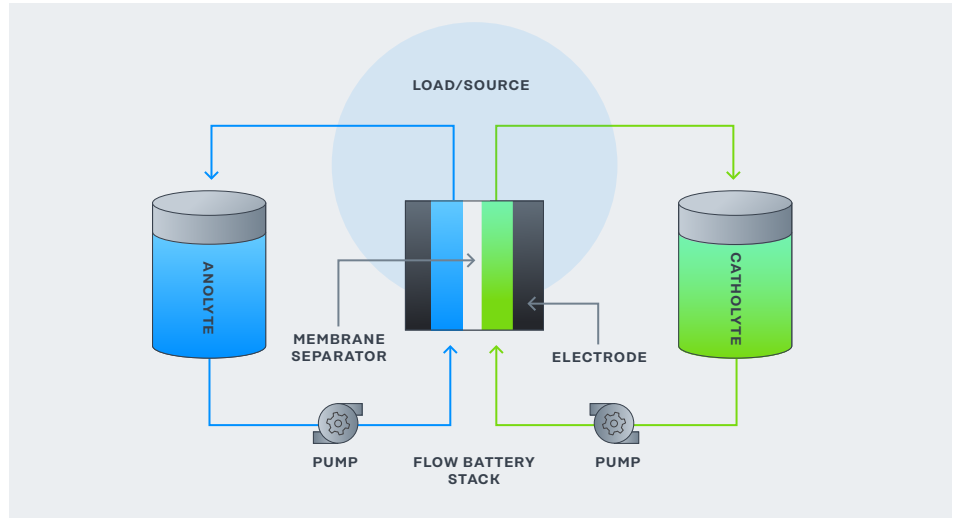 LOAD/SOURCE
ANOLYTE
CATHOLYTE
MEMBRANE
SEPARATOR
ELECTRODE
PUMP
FLOW BATTERY
STACK
PUMP